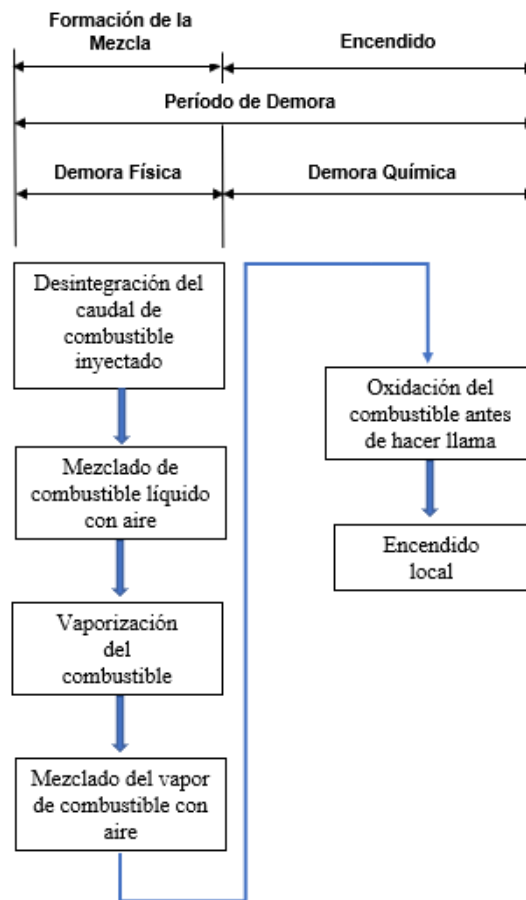 Formación de la
Mezcla
Encendido
Período de Demora
Demora Física
Demora Química
Desintegración del
caudal de
combustible
inyectado
Mezclado de
combustible líquido
con aire
Vaporización
del
combustible
Mezclado del vapor
de combustible con
aire
Oxidación del
combustible antes
de hacer llama
Encendido
local